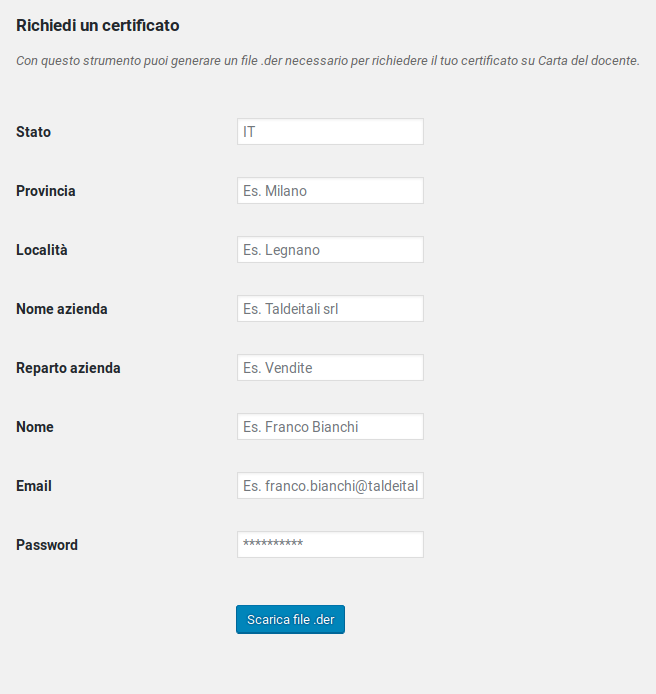 Richiedi un certificato
Con questo strumento puoi generare un file .der necessario per richiedere il tuo certificato su Carta del docente.
Stato IT
Provincia Es. Milano
Località Es. Legnano
Nome azienda Es. Taldeitali srl
Reparto azienda Es. Vendite
Nome Es. Franco Bianchi
Email Es. franco.bianchi@taldeital
Password **********
Scarica file .der